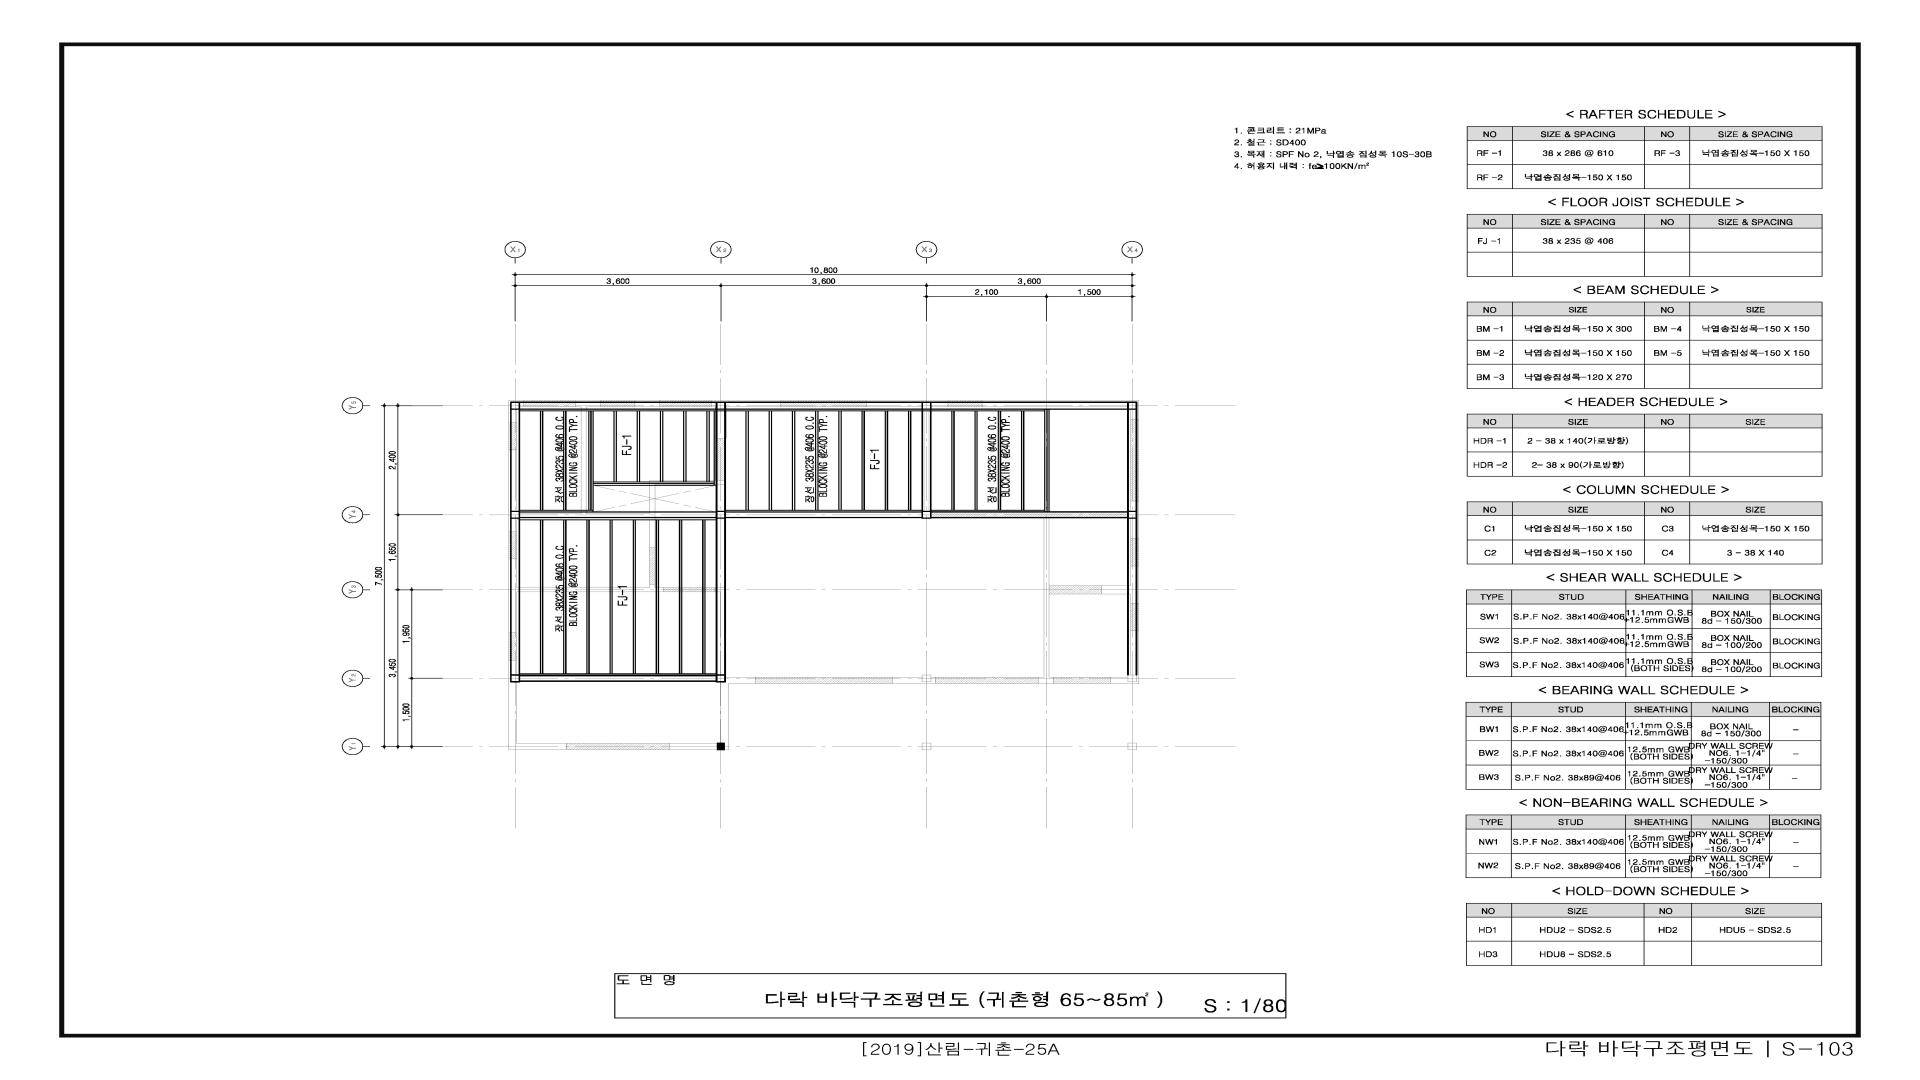 1. 콘크리트 : 21MPa
2. 철근 : SD400
3. 목재 : SPF No 2, 낙엽송 집성목 10S-30B
4. 허용지 내력 : fe≥100KN/m²
< RAFTER SCHEDULE >
NO SIZE & SPACING NO SIZE & SPACING
RF -1 38 x 286 @ 610 RF -3 낙엽송집성목-150 X 150
RF -2 낙엽송집성목-150 X 150
< FLOOR JOIST SCHEDULE >
NO SIZE & SPACING NO SIZE & SPACING
FJ -1 38 x 235 @ 406
< BEAM SCHEDULE >
NO SIZE NO SIZE
BM -1 낙엽송집성목-150 X 300 BM -4 낙엽송집성목-150 X 150
BM -2 낙엽송집성목-150 X 150 BM -5 낙엽송집성목-150 X 150
BM -3 낙엽송집성목-120 X 270
< HEADER SCHEDULE >
NO SIZE NO SIZE
HDR -1 2 - 38 x 140(가로방향)
HDR -2 2- 38 x 90(가로방향)
< COLUMN SCHEDULE >
NO SIZE NO SIZE
C1 낙엽송집성목-150 X 150 C3 낙엽송집성목-150 X 150
C2 낙엽송집성목-150 X 150 C4 3 - 38 X 140
< SHEAR WALL SCHEDULE >
TYPE STUD SHEATHING NAILING BLOCKING
SW1 S.P.F No2. 38x140@406 11.1mm O.S.B +12.5mmGWB BOX NAIL 8d - 150/300 BLOCKING
SW2 S.P.F No2. 38x140@406 11.1mm O.S.B +12.5mmGWB BOX NAIL 8d - 100/200 BLOCKING
SW3 S.P.F No2. 38x140@406 11.1mm O.S.B (BOTH SIDES) BOX NAIL 8d - 100/200 BLOCKING
< BEARING WALL SCHEDULE >
TYPE STUD SHEATHING NAILING BLOCKING
BW1 S.P.F No2. 38x140@406 11.1mm O.S.B +12.5mmGWB BOX NAIL 8d - 150/300 -
BW2 S.P.F No2. 38x140@406 12.5mm GWB (BOTH SIDES) DRY WALL SCREW NO6. 1-1/4" -150/300 -
BW3 S.P.F No2. 38x89@406 12.5mm GWB (BOTH SIDES) DRY WALL SCREW NO6. 1-1/4" -150/300 -
< NON-BEARING WALL SCHEDULE >
TYPE STUD SHEATHING NAILING BLOCKING
NW1 S.P.F No2. 38x140@406 12.5mm GWB (BOTH SIDES) DRY WALL SCREW NO6. 1-1/4" -150/300 -
NW2 S.P.F No2. 38x89@406 12.5mm GWB (BOTH SIDES) DRY WALL SCREW NO6. 1-1/4" -150/300 -
< HOLD-DOWN SCHEDULE >
NO SIZE NO SIZE
HD1 HDU2 - SDS2.5 HD2 HDU5 - SDS2.5
HD3 HDU8 - SDS2.5
X1 X2 X3 X4
10,800
3,600 3,600 3,600
2,100 1,500
Y5
Y4
Y3
Y2
Y1
2,400
1,650
7,500
1,950
3,450
1,500
장선 38X235 @406 O.C
BLOCKING @2400 TYP.
FJ-1
장선 38X235 @406 O.C
BLOCKING @2400 TYP.
FJ-1
장선 38X235 @406 O.C
BLOCKING @2400 TYP.
장선 38X235 @406 O.C
BLOCKING @2400 TYP.
FJ-1
도 면 명
다락 바닥구조평면도 (귀촌형 65~85㎡ )
S : 1/80
[2019]산림-귀촌-25A
다락 바닥구조평면도 | S-103